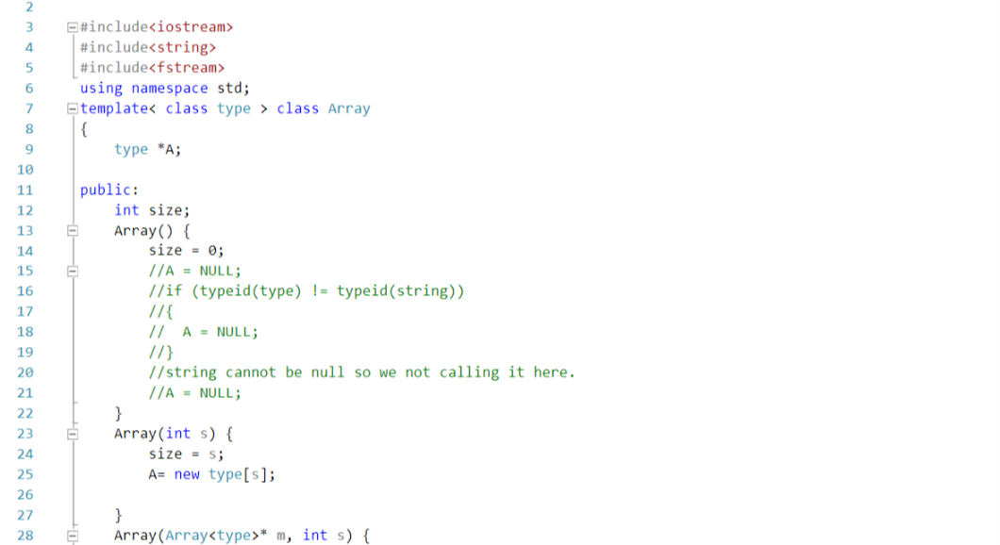 2
3 #include<iostream>
4 #include<string>
5 #include<fstream>
6 using namespace std;
7 template< class type > class Array
8 {
9 type *A;
10
11 public:
12 int size;
13 Array() {
14 size = 0;
15 //A = NULL;
16 //if (typeid(type) != typeid(string))
17 //{
18 // A = NULL;
19 //}
20 //string cannot be null so we not calling it here.
21 //A = NULL;
22 }
23 Array(int s) {
24 size = s;
25 A= new type[s];
26
27 }
28 Array(Array<type>* m, int s) {